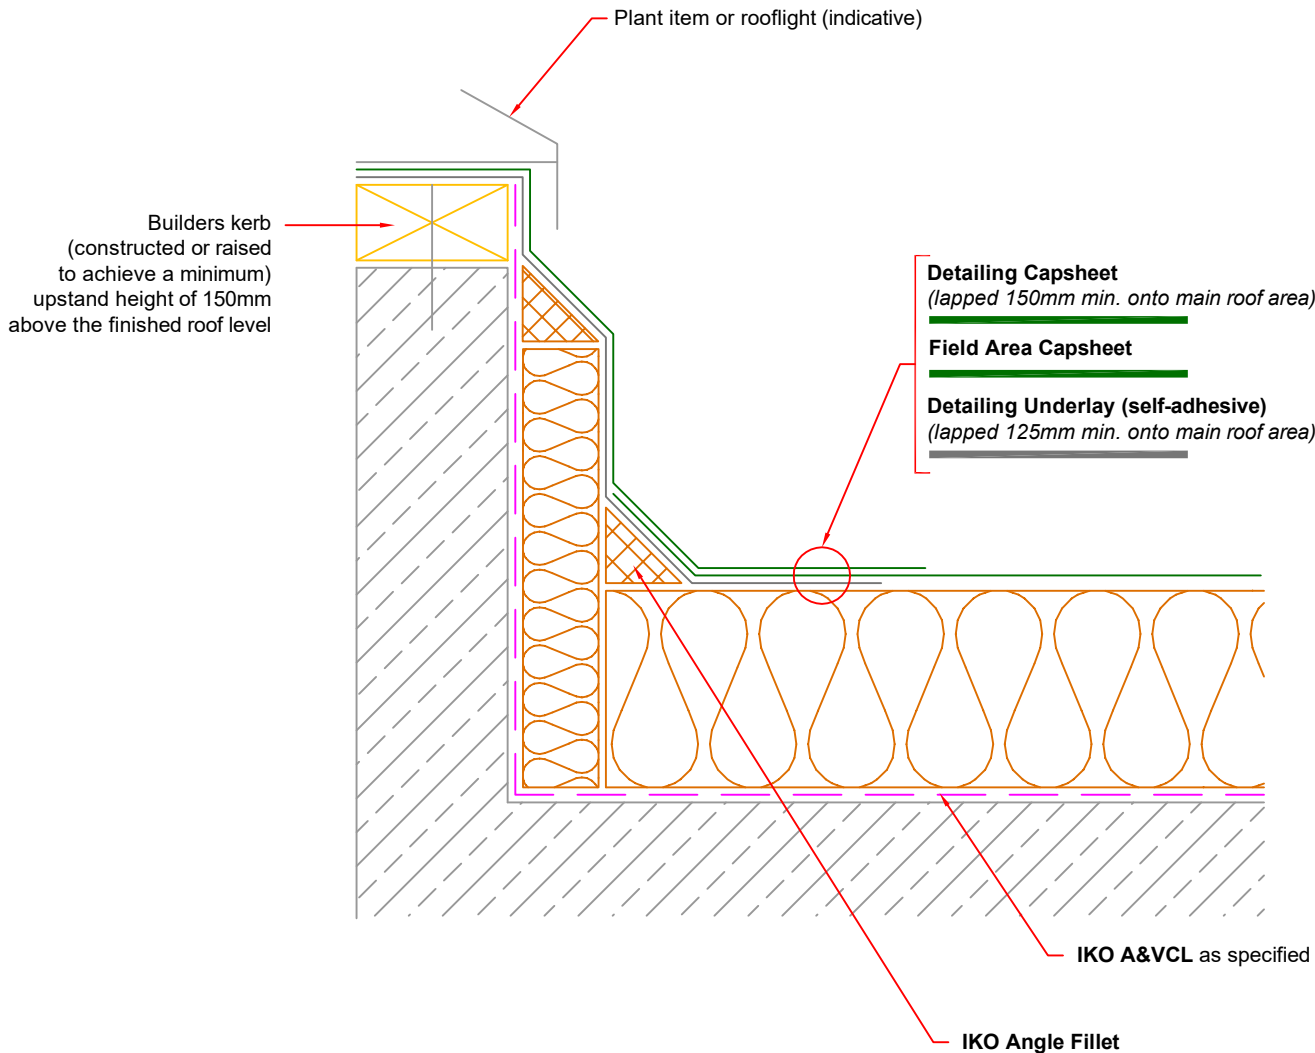 Plant item or rooflight (indicative)
Builders kerb
(constructed or raised
to achieve a minimum)
upstand height of 150mm
above the finished roof level
Detailing Capsheet
(lapped 150mm min. onto main roof area)
Field Area Capsheet
Detailing Underlay (self-adhesive)
(lapped 125mm min. onto main roof area)
IKO A&VCL as specified
IKO Angle Fillet